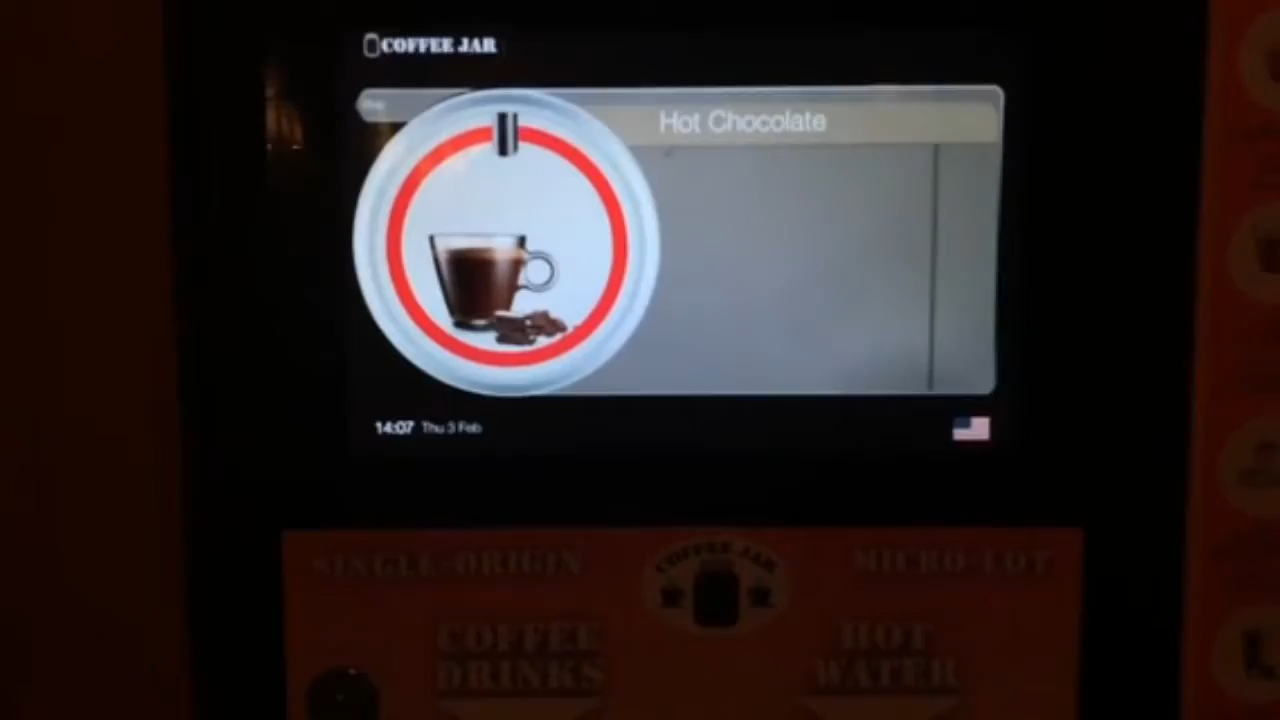 COFFEE JAR
Hot Chocolate
14:07 Thu 3 Feb
SINGLE-ORIGIN
COFFEE JAR
MICRO-LOT
COFFEE
DRINKS
HOT
WATER